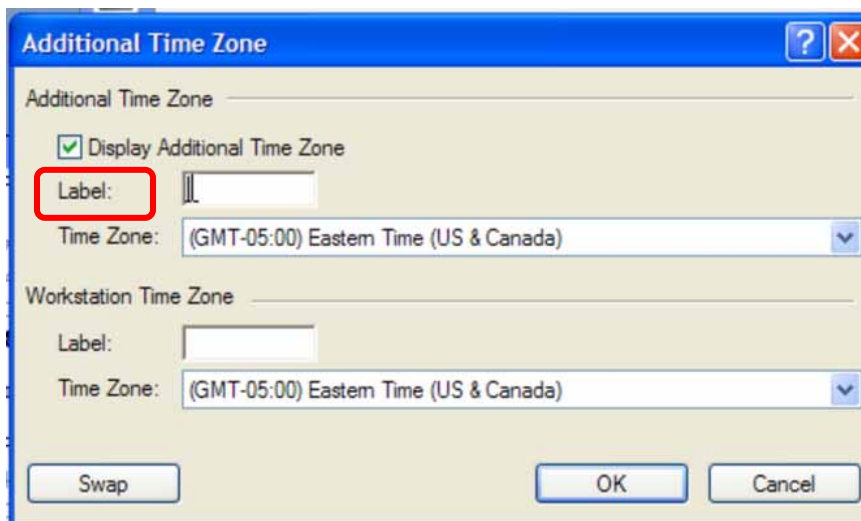 Additional Time Zone
Additional Time Zone
Display Additional Time Zone
Label:
Time Zone: (GMT-05:00) Eastern Time (US & Canada)
Workstation Time Zone
Label:
Time Zone: (GMT-05:00) Eastern Time (US & Canada)
Swap OK Cancel